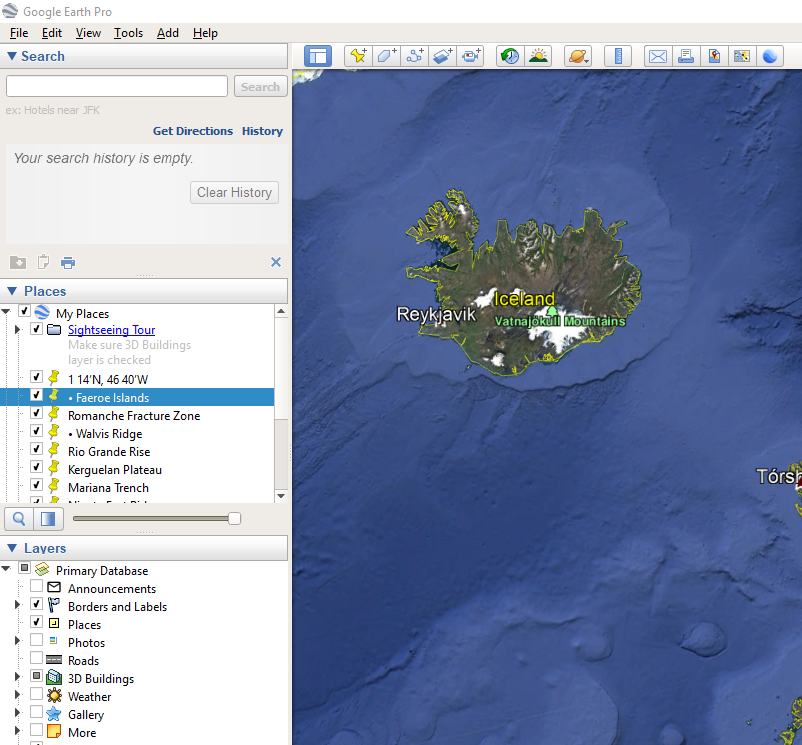 Google Earth Pro
File Edit View Tools Add Help
Search
Search
ex: Hotels near JFK
Get Directions History
Your search history is empty.
Clear History
Places
My Places
Sightseeing Tour
Make sure 3D Buildings
layer is checked
1 14'N, 46 40'W
• Faeroe Islands
Romanche Fracture Zone
• Walvis Ridge
Rio Grande Rise
Kerguelan Plateau
Mariana Trench
Layers
Primary Database
Announcements
Borders and Labels
Places
Photos
Roads
3D Buildings
Weather
Gallery
More
Iceland
Reykjavik
Vatnajökull Mountains
Tórsh